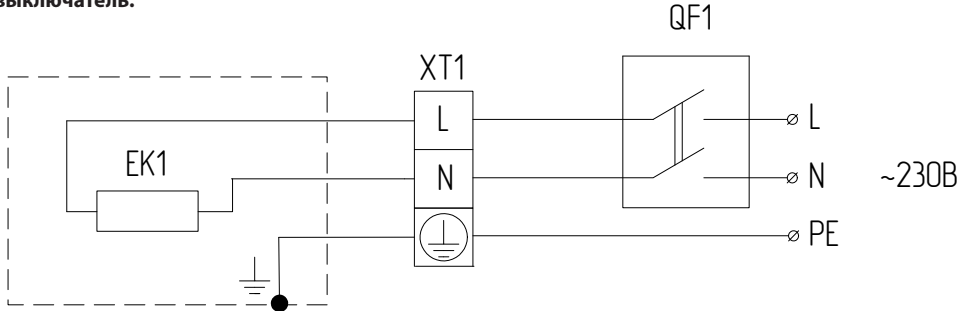 выключатель.
QF1
XT1
L
L
EK1
N
N
~230В
PE